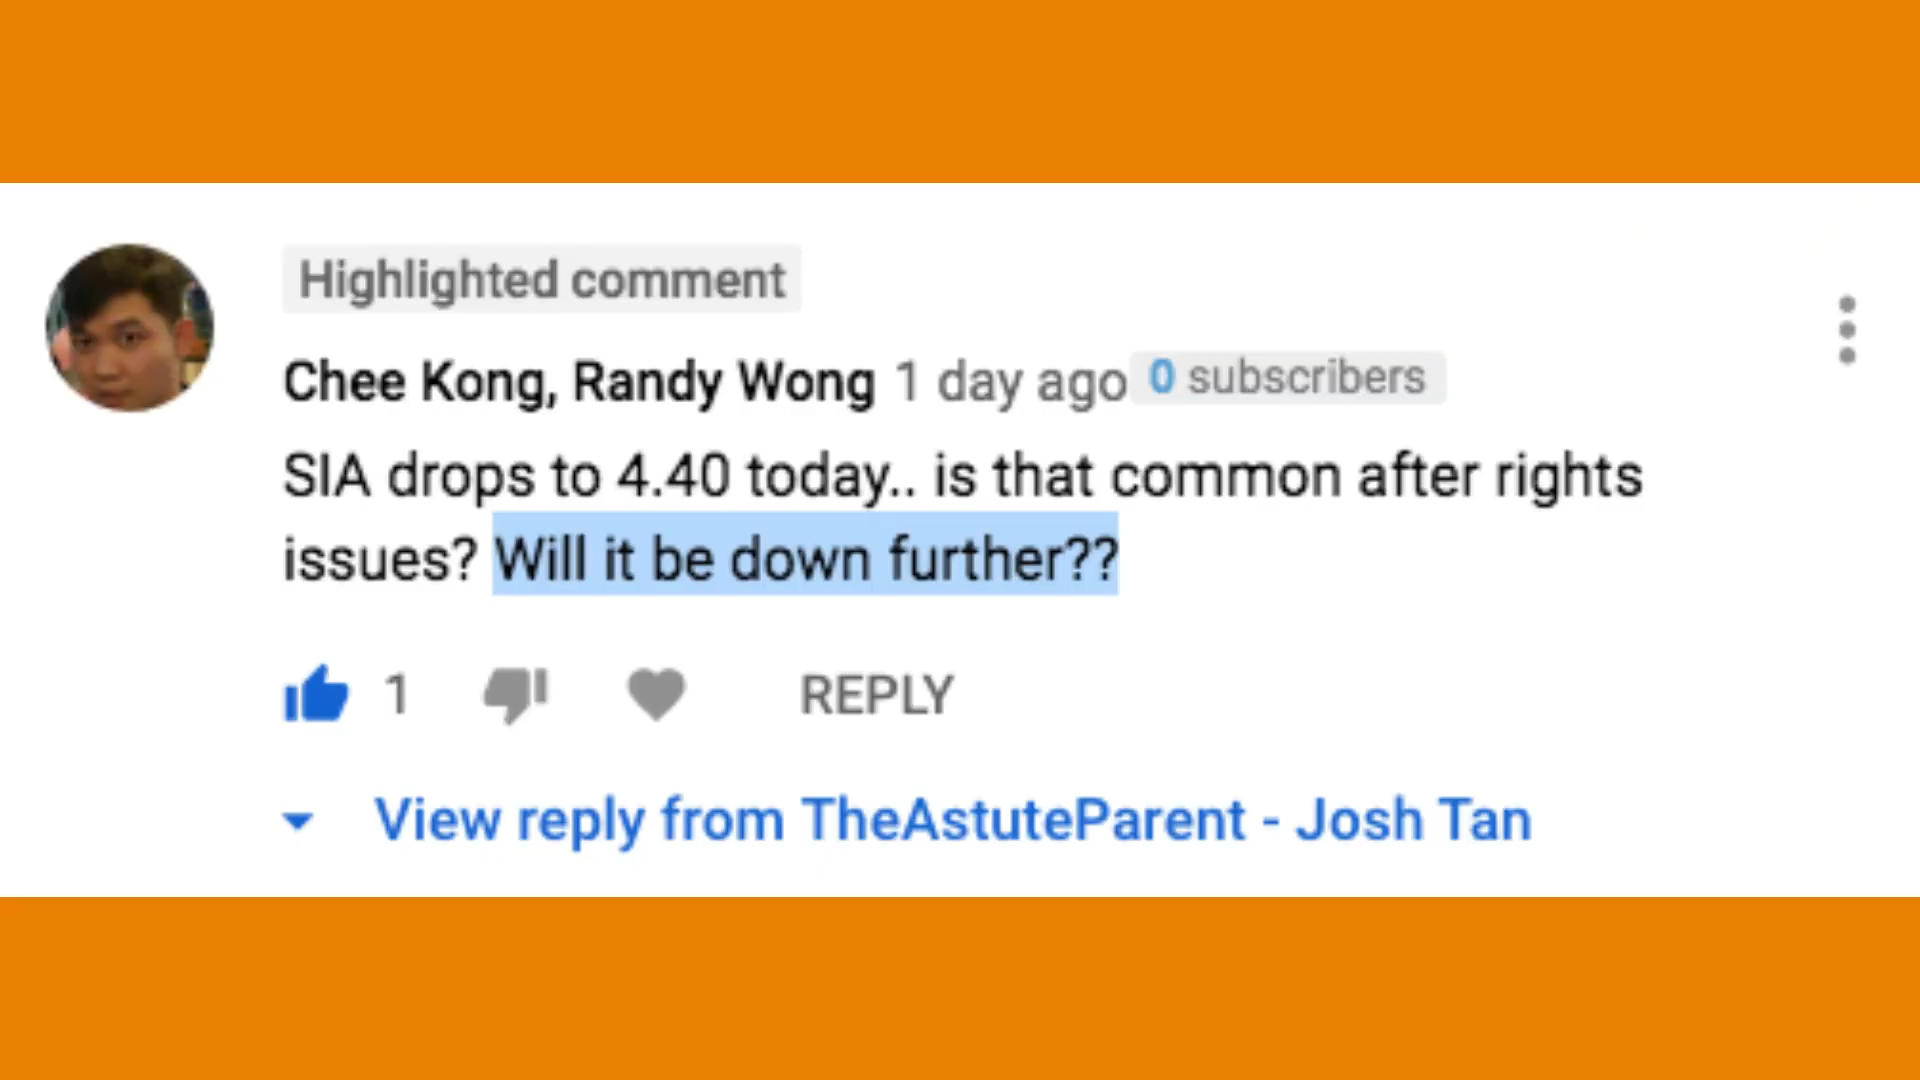 Highlighted comment
Chee Kong, Randy Wong 1 day ago 0 subscribers
SIA drops to 4.40 today.. is that common after rights
issues? Will it be down further??
1 REPLY
View reply from TheAstuteParent - Josh Tan